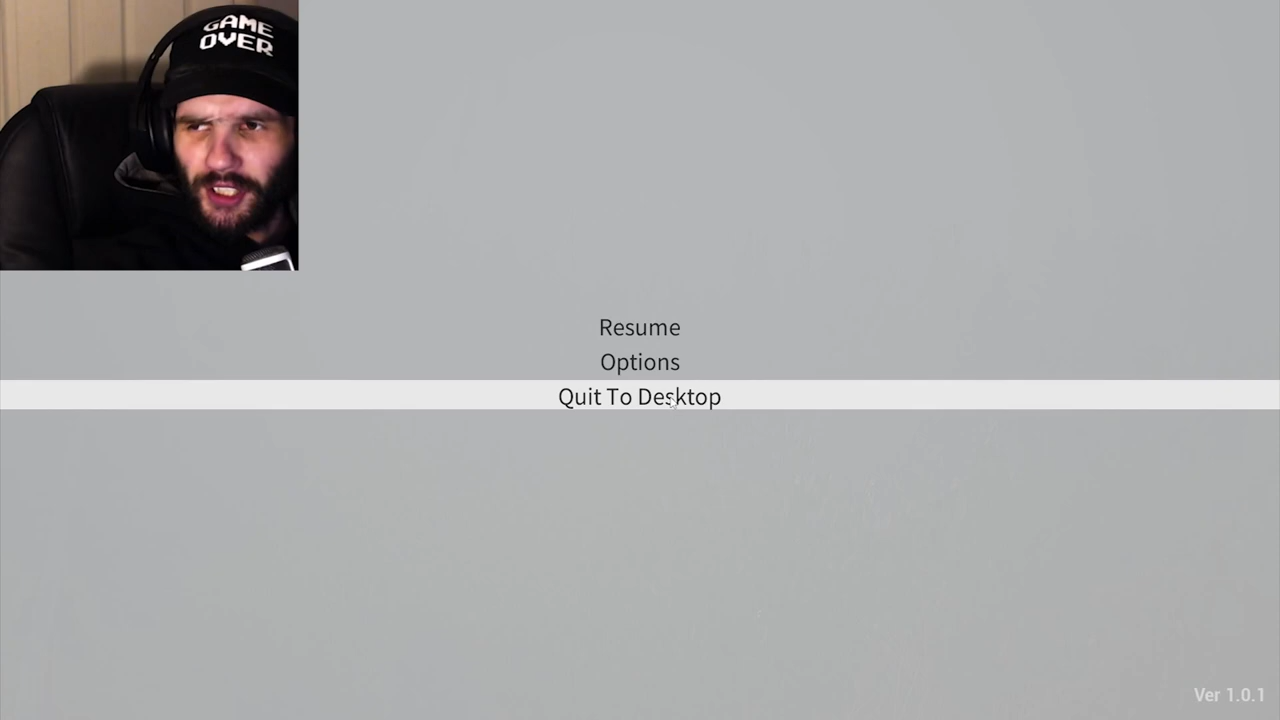 GAME
OVER
Resume
Options
Quit To Desktop
Ver 1.0.1